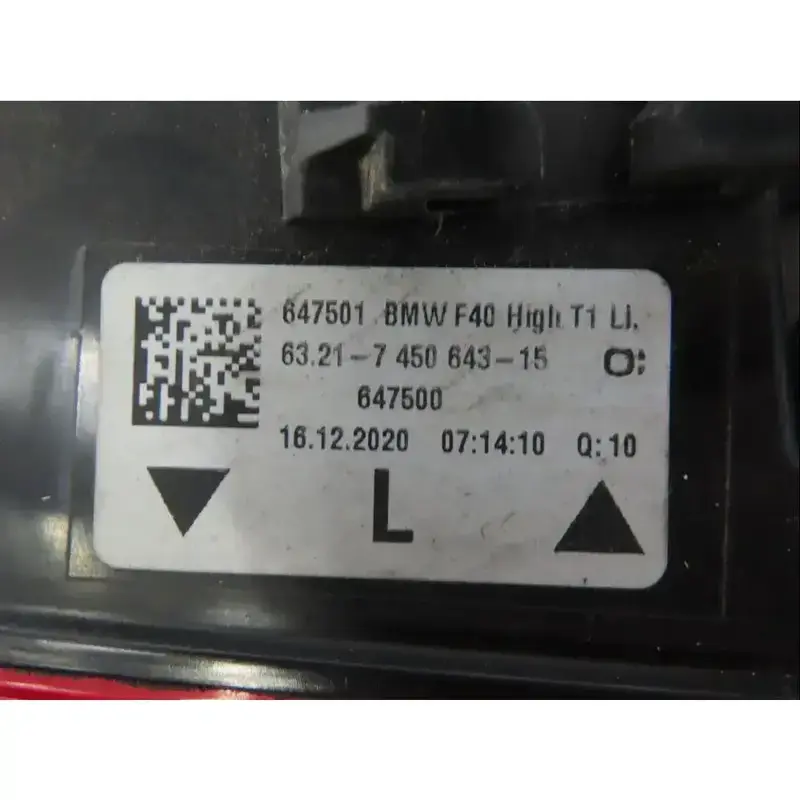 647501 BMW F40 High T1 LI.
63.21-7 450 643-15
647500
16.12.2020 07:14:10 Q:10
L